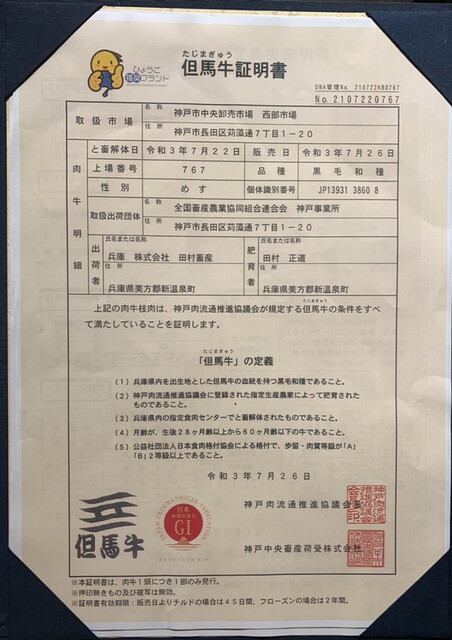 たじまぎゅう
但馬牛証明書
ひょうご
推奨ブランド
DNA管理No. 210722KB0767
No. 2107220767
取扱市場
名称
神戸市中央卸売市場 西部市場
住所
神戸市長田区苅藻通7丁目1-20
肉牛明細
と畜解体日 令和3年7月22日 販売日 令和3年7月26日
上場番号 767 品種 黒毛和種
性別 めす 個体識別番号 JP13931 3860 8
取扱出荷団体
名称
全国畜産農業協同組合連合会 神戸事業所
住所
神戸市長田区苅藻通7丁目1-20
出荷者
氏名または名称
兵庫 株式会社 田村畜産
住所
兵庫県美方郡新温泉町
肥育者
氏名または名称
田村 正道
住所
兵庫県美方郡新温泉町
上記の肉牛枝肉は、神戸肉流通推進協議会が規定する但馬牛の条件をすべ
たじまぎゅう
て満たしていることを証明します。
たじまぎゅう
「但馬牛」の定義
(1)兵庫県内を出生地とした但馬牛の血統を持つ黒毛和種であること。
(2)神戸肉流通推進協議会に登録された指定生産農家によって肥育された
ものであること。
(3)兵庫県内の指定食肉センターでと畜解体されたものであること。
(4)月齢が、生後28ヶ月齢以上から60ヶ月齢以下の牛であること。
(5)公益社団法人日本食肉格付協会による格付で、歩留・肉質等級が「A」
「B」2等級以上であること。
令和3年7月26日
但馬牛
JAPAN GEOGRAPHICAL INDICATION
日本
地理的表示
GI
神戸肉流通推進協議会長
神戸肉流通推進協議会会長之印
神戸中央畜産荷受株式会社
※本証明書は、肉牛1頭につき1部のみ発行。
※押印無きもの及び複写は無効。
※証明書有効期限:販売日よりチルドの場合は45日間、フローズンの場合は2年間。